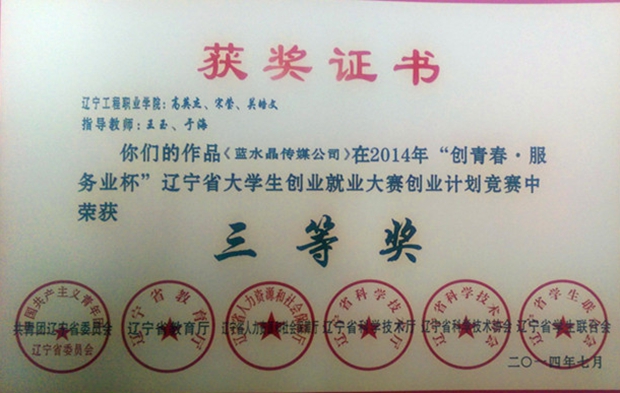 获奖证书
辽宁工程职业学院：高英杰、宋莹、吴皓文
指导教师：王玉、于海
你们的作品《蓝水晶传媒公司》在2014年“创青春·服
务业杯”辽宁省大学生创业就业大赛创业计划竞赛中
荣获
三等奖
共青团辽宁省委员会 辽宁省教育厅 辽宁省人力资源和社会保障厅 辽宁省科学技术厅 辽宁省科学技术协会 辽宁省学生联合会
辽宁省委员会
二〇一四年七月